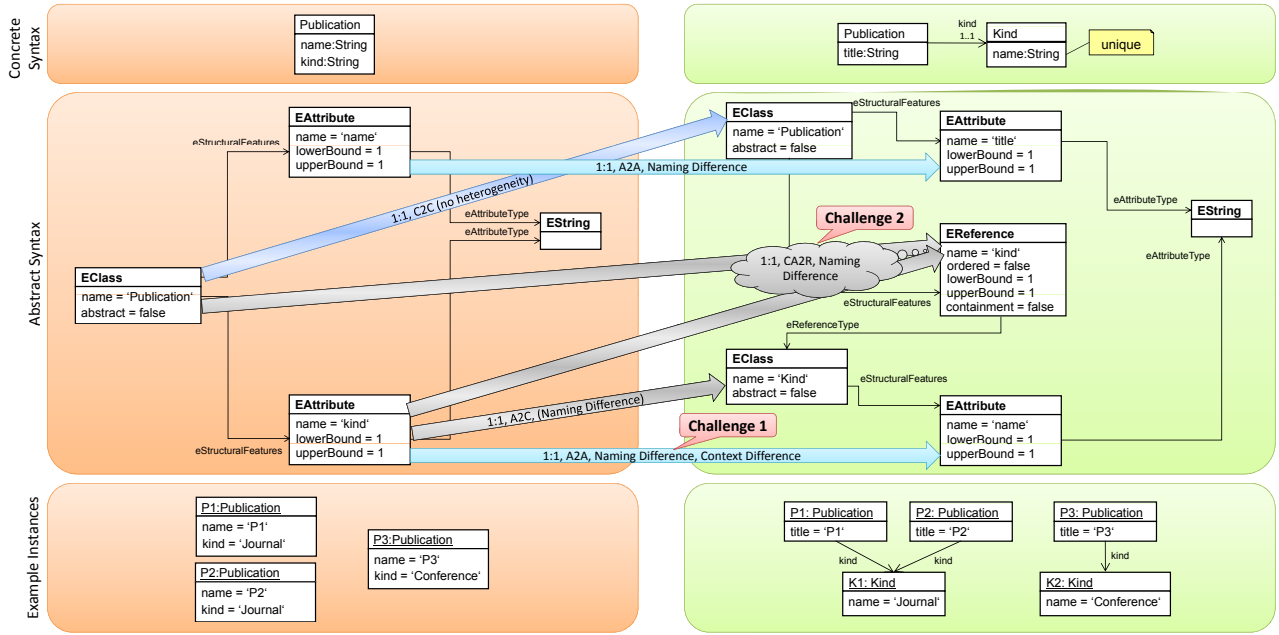 Concrete
Syntax
Publication
name:String
kind:String
Publication
title:String
kind
1..1
Kind
name:String
unique
Abstract Syntax
EClass
name = ‘Publication‘
abstract = false
eStructuralFeatures
EAttribute
name = ‘name‘
lowerBound = 1
upperBound = 1
eAttributeType
eAttributeType
EString
eStructuralFeatures
EAttribute
name = ‘kind‘
lowerBound = 1
upperBound = 1
1:1, C2C (no heterogeneity)
1:1, A2A, Naming Difference
Challenge 2
1:1, CA2R, Naming
Difference
1:1, A2C, (Naming Difference)
Challenge 1
1:1, A2A, Naming Difference, Context Difference
EClass
name = ‘Publication‘
abstract = false
eStructuralFeatures
EAttribute
name = ‘title‘
lowerBound = 1
upperBound = 1
eAttributeType
EString
eAttributeType
EReference
name = ‘kind‘
ordered = false
lowerBound = 1
upperBound = 1
containment = false
eStructuralFeatures
eReferenceType
EClass
name = ‘Kind‘
abstract = false
eStructuralFeatures
EAttribute
name = ‘name‘
lowerBound = 1
upperBound = 1
Example Instances
P1:Publication
name = ‘P1‘
kind = ‘Journal‘
P2:Publication
name = ‘P2‘
kind = ‘Journal‘
P3:Publication
name = ‘P3‘
kind = ‘Conference‘
P1: Publication
title = ‘P1‘
P2: Publication
title = ‘P2‘
P3: Publication
title = ‘P3‘
kind
kind
kind
K1: Kind
name = ‘Journal‘
K2: Kind
name = ‘Conference‘